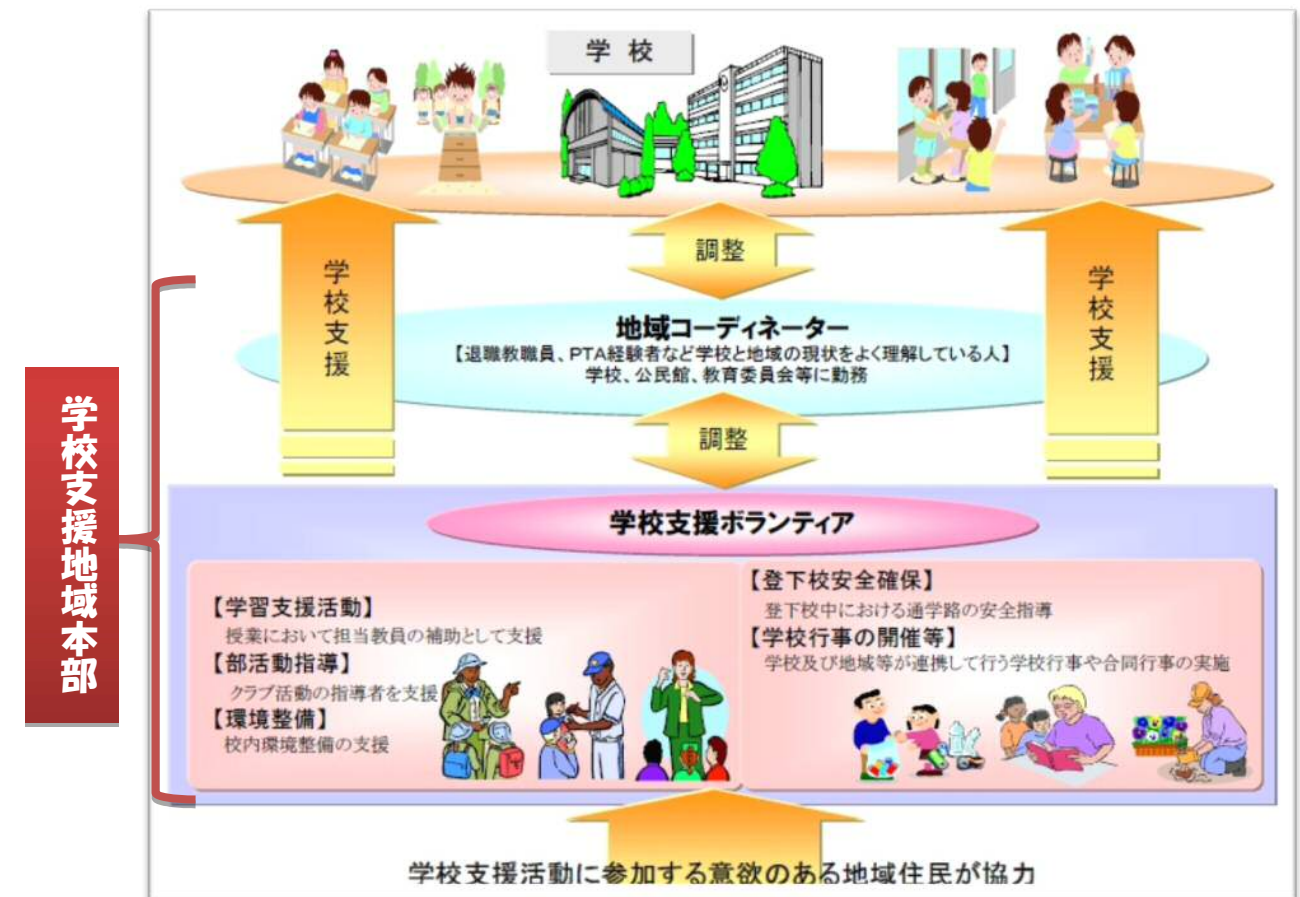 学校
学校支援
調整
学校支援
地域コーディネーター
【退職教職員、PTA経験者など学校と地域の現状をよく理解している人】
学校、公民館、教育委員会等に勤務
調整
学校支援地域本部
学校支援ボランティア
【学習支援活動】
授業において担当教員の補助として支援
【部活動指導】
クラブ活動の指導者を支援
【環境整備】
校内環境整備の支援
【登下校安全確保】
登下校中における通学路の安全指導
【学校行事の開催等】
学校及び地域等が連携して行う学校行事や合同行事の実施
学校支援活動に参加する意欲のある地域住民が協力